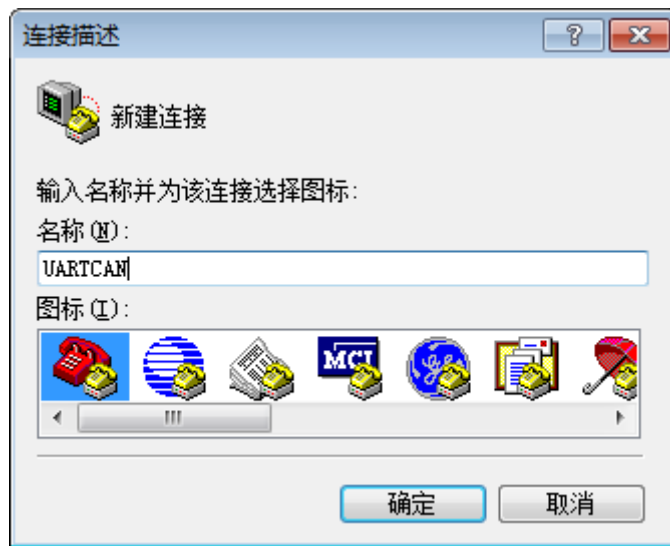 连接描述
新建连接
输入名称并为该连接选择图标:
名称(N):
UARTCAN
图标(I):
MCI
确定
取消